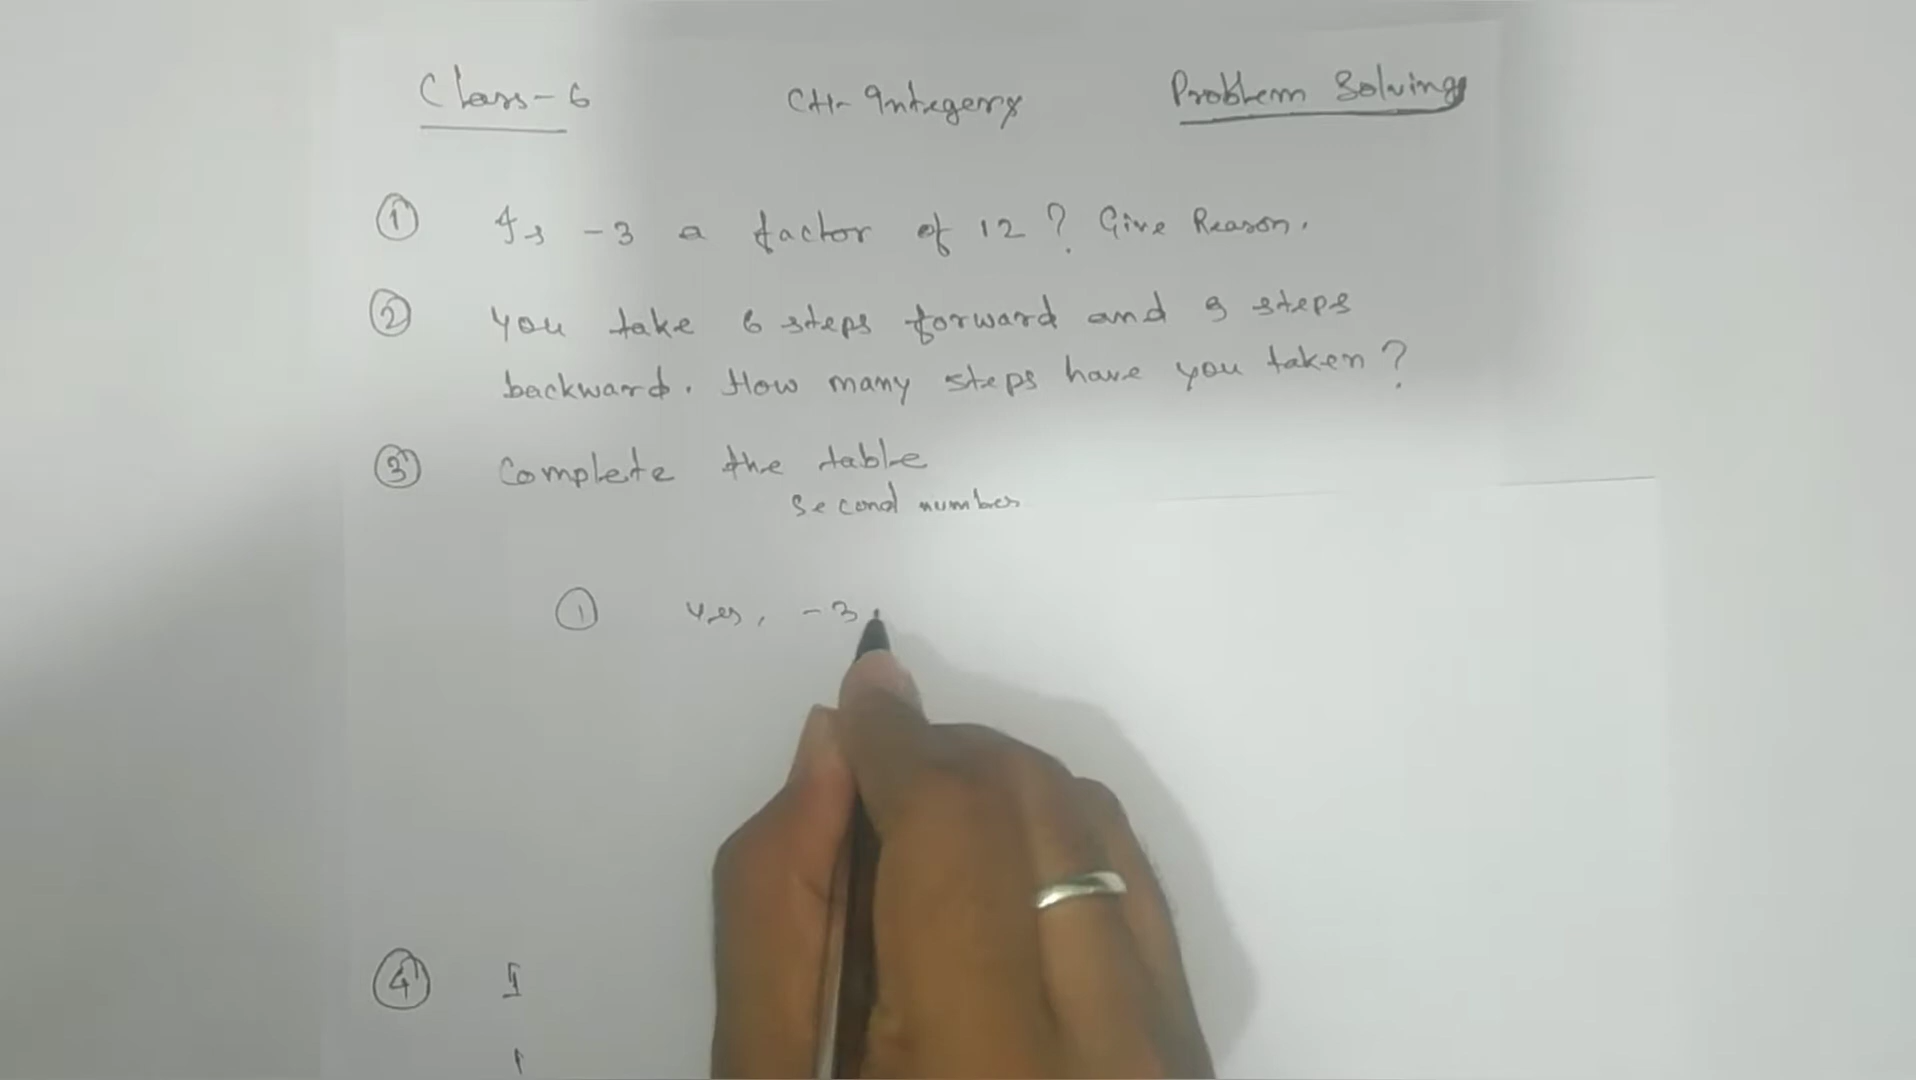 Class-6 CH- Integers Problem Solving
① Is -3 a factor of 12? Give Reason.
② You take 6 steps forward and 9 steps
backward. How many steps have you taken?
③ Complete the table
Second number
① Yes, -3
④ I